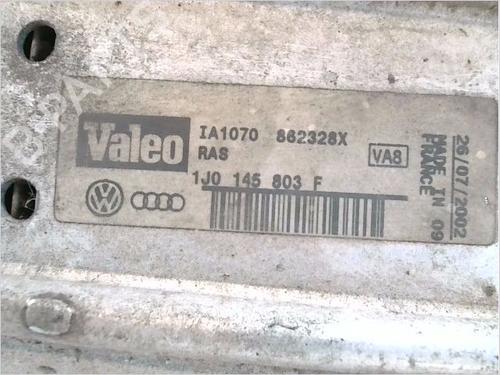 Valeo
IA1070 862328X
RAS
VA8
1J0 145 803 F
MADE IN 09
FRANCE
26/07/2002